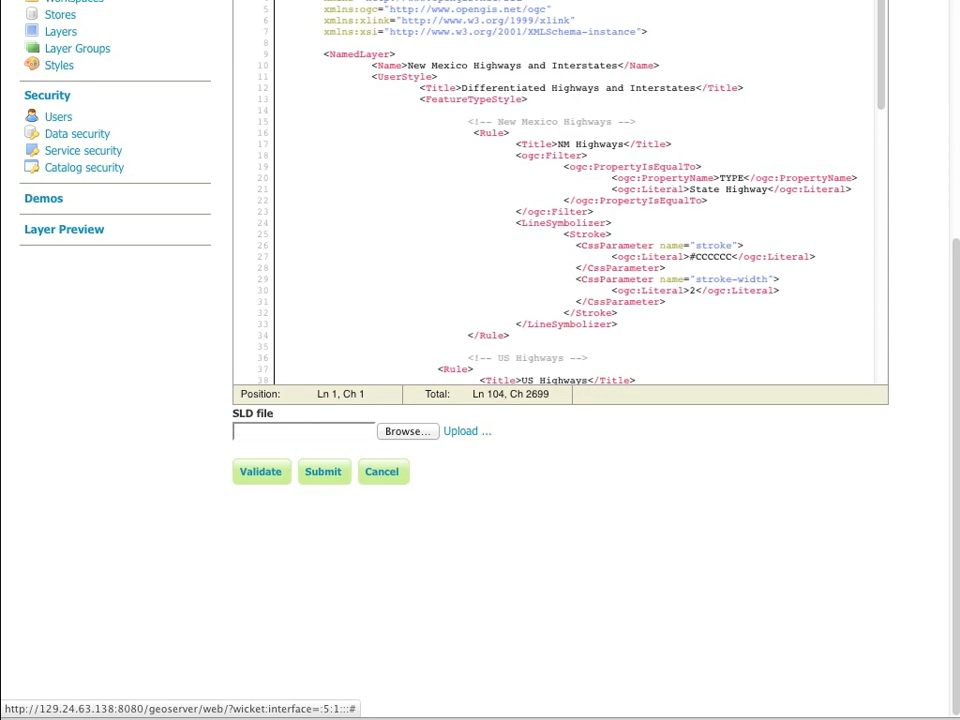 Stores
Layers
Layer Groups
Styles
Security
Users
Data security
Service security
Catalog security
Demos
Layer Preview
5 xmlns:ogc="http://www.opengis.net/ogc"
6 xmlns:xlink="http://www.w3.org/1999/xlink"
7 xmlns:xsi="http://www.w3.org/2001/XMLSchema-instance">
8
9 <NamedLayer>
10 <Name>New Mexico Highways and Interstates</Name>
11 <UserStyle>
12 <Title>Differentiated Highways and Interstates</Title>
13 <FeatureTypeStyle>
14
15 <!-- New Mexico Highways -->
16 <Rule>
17 <Title>NM Highways</Title>
18 <ogc:Filter>
19 <ogc:PropertyIsEqualTo>
20 <ogc:PropertyName>TYPE</ogc:PropertyName>
21 <ogc:Literal>State Highway</ogc:Literal>
22 </ogc:PropertyIsEqualTo>
23 </ogc:Filter>
24 <LineSymbolizer>
25 <Stroke>
26 <CssParameter name="stroke">
27 <ogc:Literal>#CCCCCC</ogc:Literal>
28 </CssParameter>
29 <CssParameter name="stroke-width">
30 <ogc:Literal>2</ogc:Literal>
31 </CssParameter>
32 </Stroke>
33 </LineSymbolizer>
34 </Rule>
35
36 <!-- US Highways -->
37 <Rule>
38 <Title>US Highways</Title>
Position: Ln 1, Ch 1 Total: Ln 104, Ch 2699
SLD file
Browse... Upload ...
Validate Submit Cancel
http://129.24.63.138:8080/geoserver/web/?wicket:interface=:5:1:::#